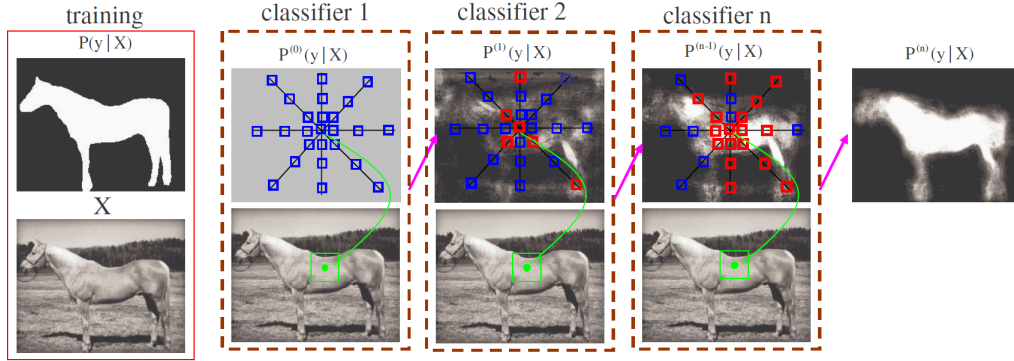 training
classifier 1
classifier 2
classifier n
P(y | X)
P⁽⁰⁾(y | X)
P⁽¹⁾(y | X)
P⁽ⁿ⁻¹⁾(y | X)
P⁽ⁿ⁾(y | X)
X